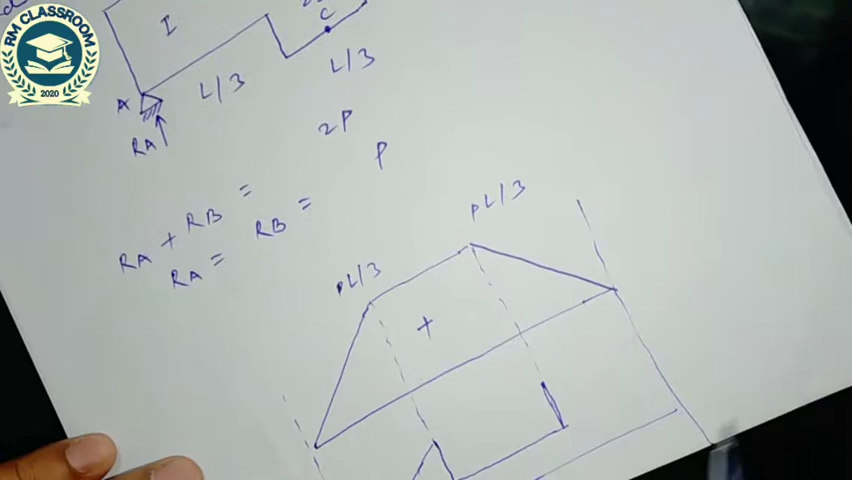 RM CLASSROOM
2020
I
C
A
L/3
L/3
RA
2P
P
RA + RB =
RA = RB =
PL/3
PL/3
+